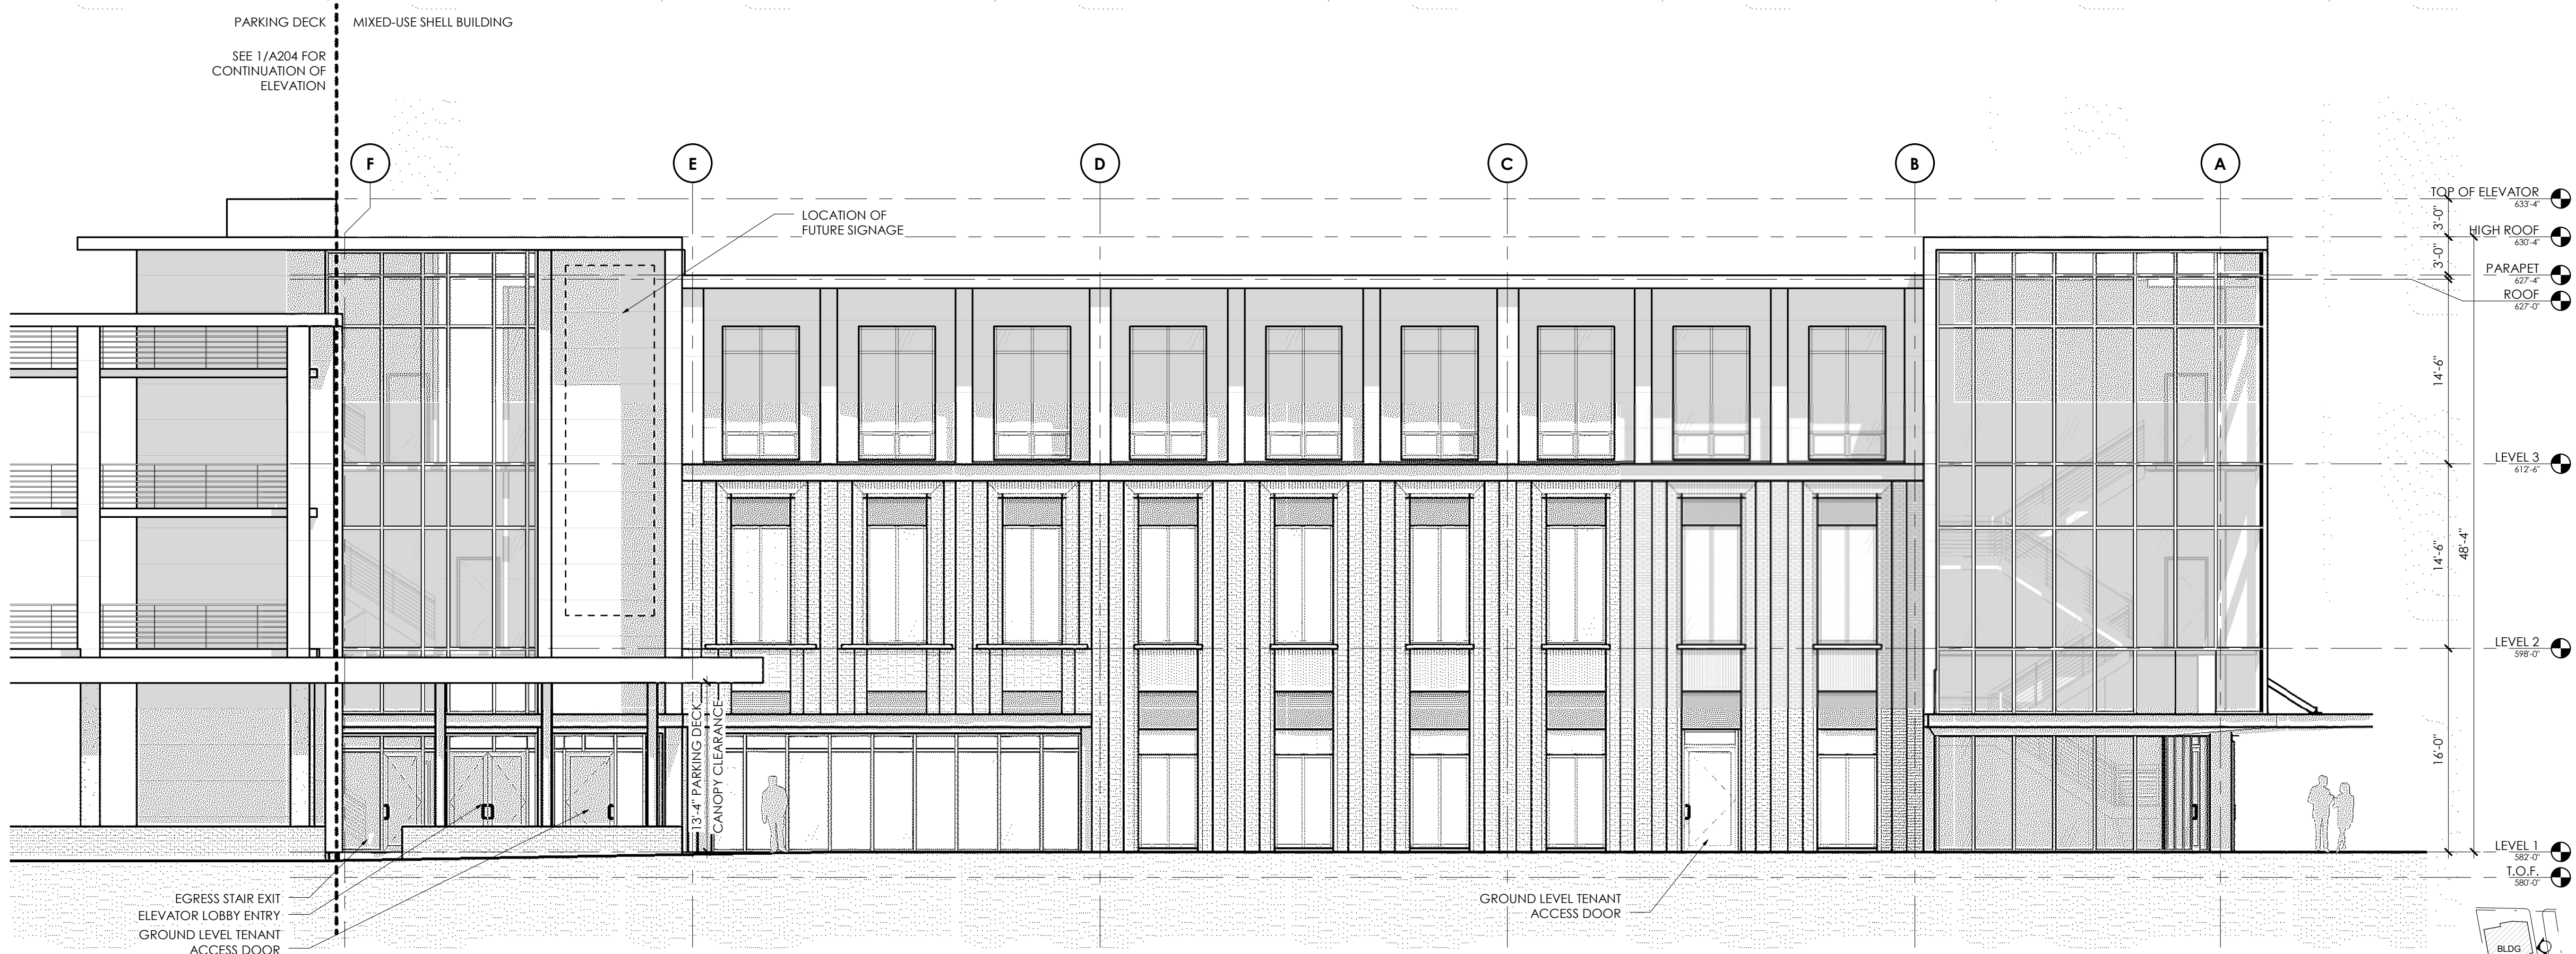 PARKING DECK
MIXED-USE SHELL BUILDING
SEE 1/A204 FOR
CONTINUATION OF
ELEVATION
F
E
D
C
B
A
LOCATION OF
FUTURE SIGNAGE
TOP OF ELEVATOR
633'-4"
3'-0"
HIGH ROOF
630'-4"
3'-0"
PARAPET
627'-4"
ROOF
627'-0"
14'-6"
LEVEL 3
612'-6"
14'-6"
48'-4"
LEVEL 2
598'-0"
16'-0"
LEVEL 1
582'-0"
T.O.F.
580'-0"
13'-4" PARKING DECK
CANOPY CLEARANCE
EGRESS STAIR EXIT
ELEVATOR LOBBY ENTRY
GROUND LEVEL TENANT
ACCESS DOOR
GROUND LEVEL TENANT
ACCESS DOOR
BLDG